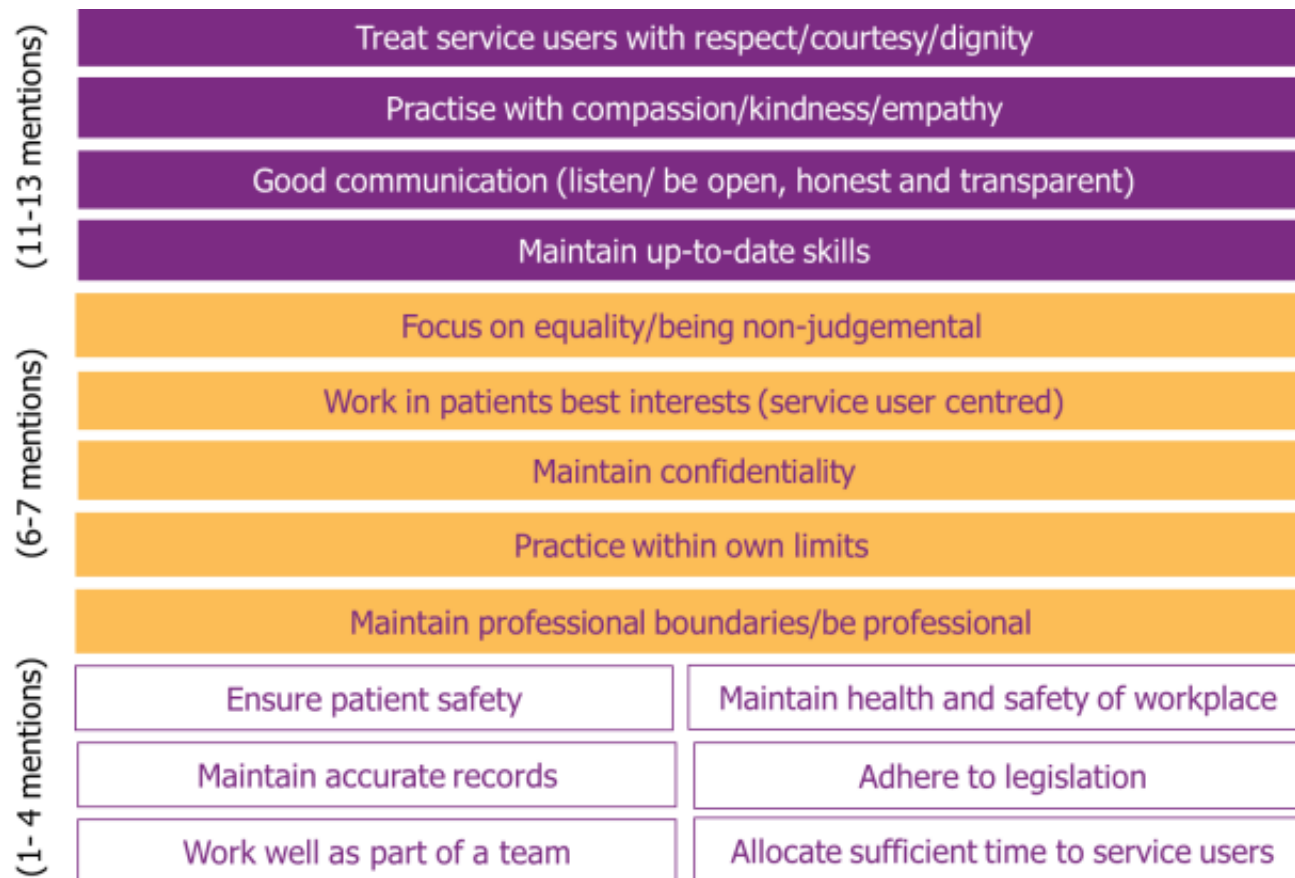 (11-13 mentions)
Treat service users with respect/courtesy/dignity
Practise with compassion/kindness/empathy
Good communication (listen/ be open, honest and transparent)
Maintain up-to-date skills
(6-7 mentions)
Focus on equality/being non-judgemental
Work in patients best interests (service user centred)
Maintain confidentiality
Practice within own limits
Maintain professional boundaries/be professional
(1- 4 mentions)
Ensure patient safety
Maintain health and safety of workplace
Maintain accurate records
Adhere to legislation
Work well as part of a team
Allocate sufficient time to service users